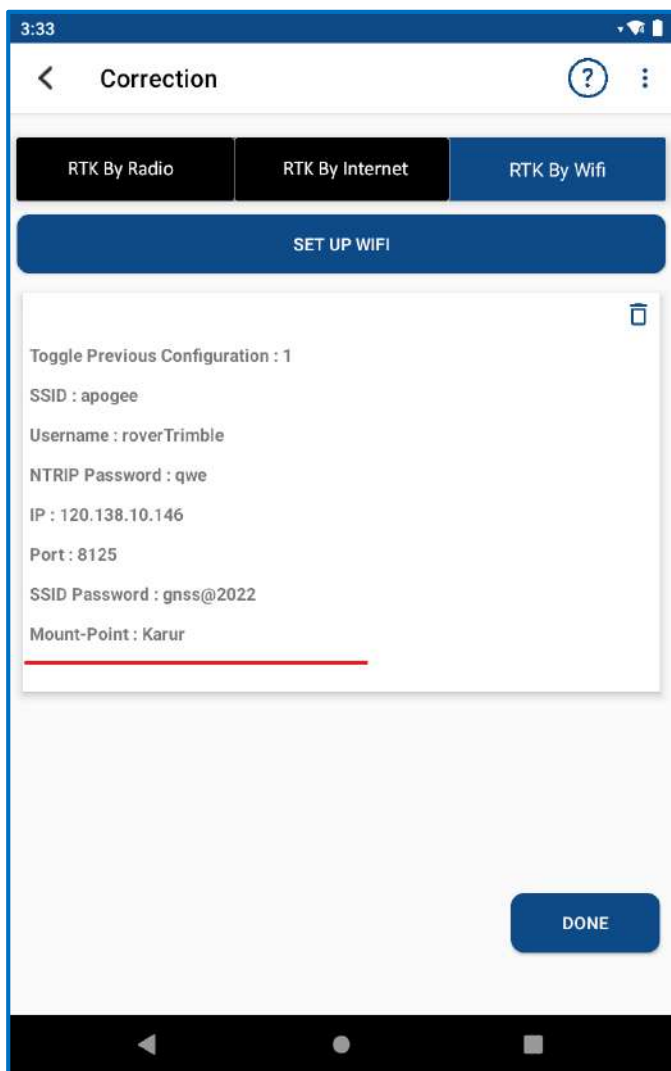 3:33
Correction
?
RTK By Radio RTK By Internet RTK By Wifi
SET UP WIFI
Toggle Previous Configuration : 1
SSID : apogee
Username : roverTrimble
NTRIP Password : qwe
IP : 120.138.10.146
Port : 8125
SSID Password : gnss@2022
Mount-Point : Karur
DONE